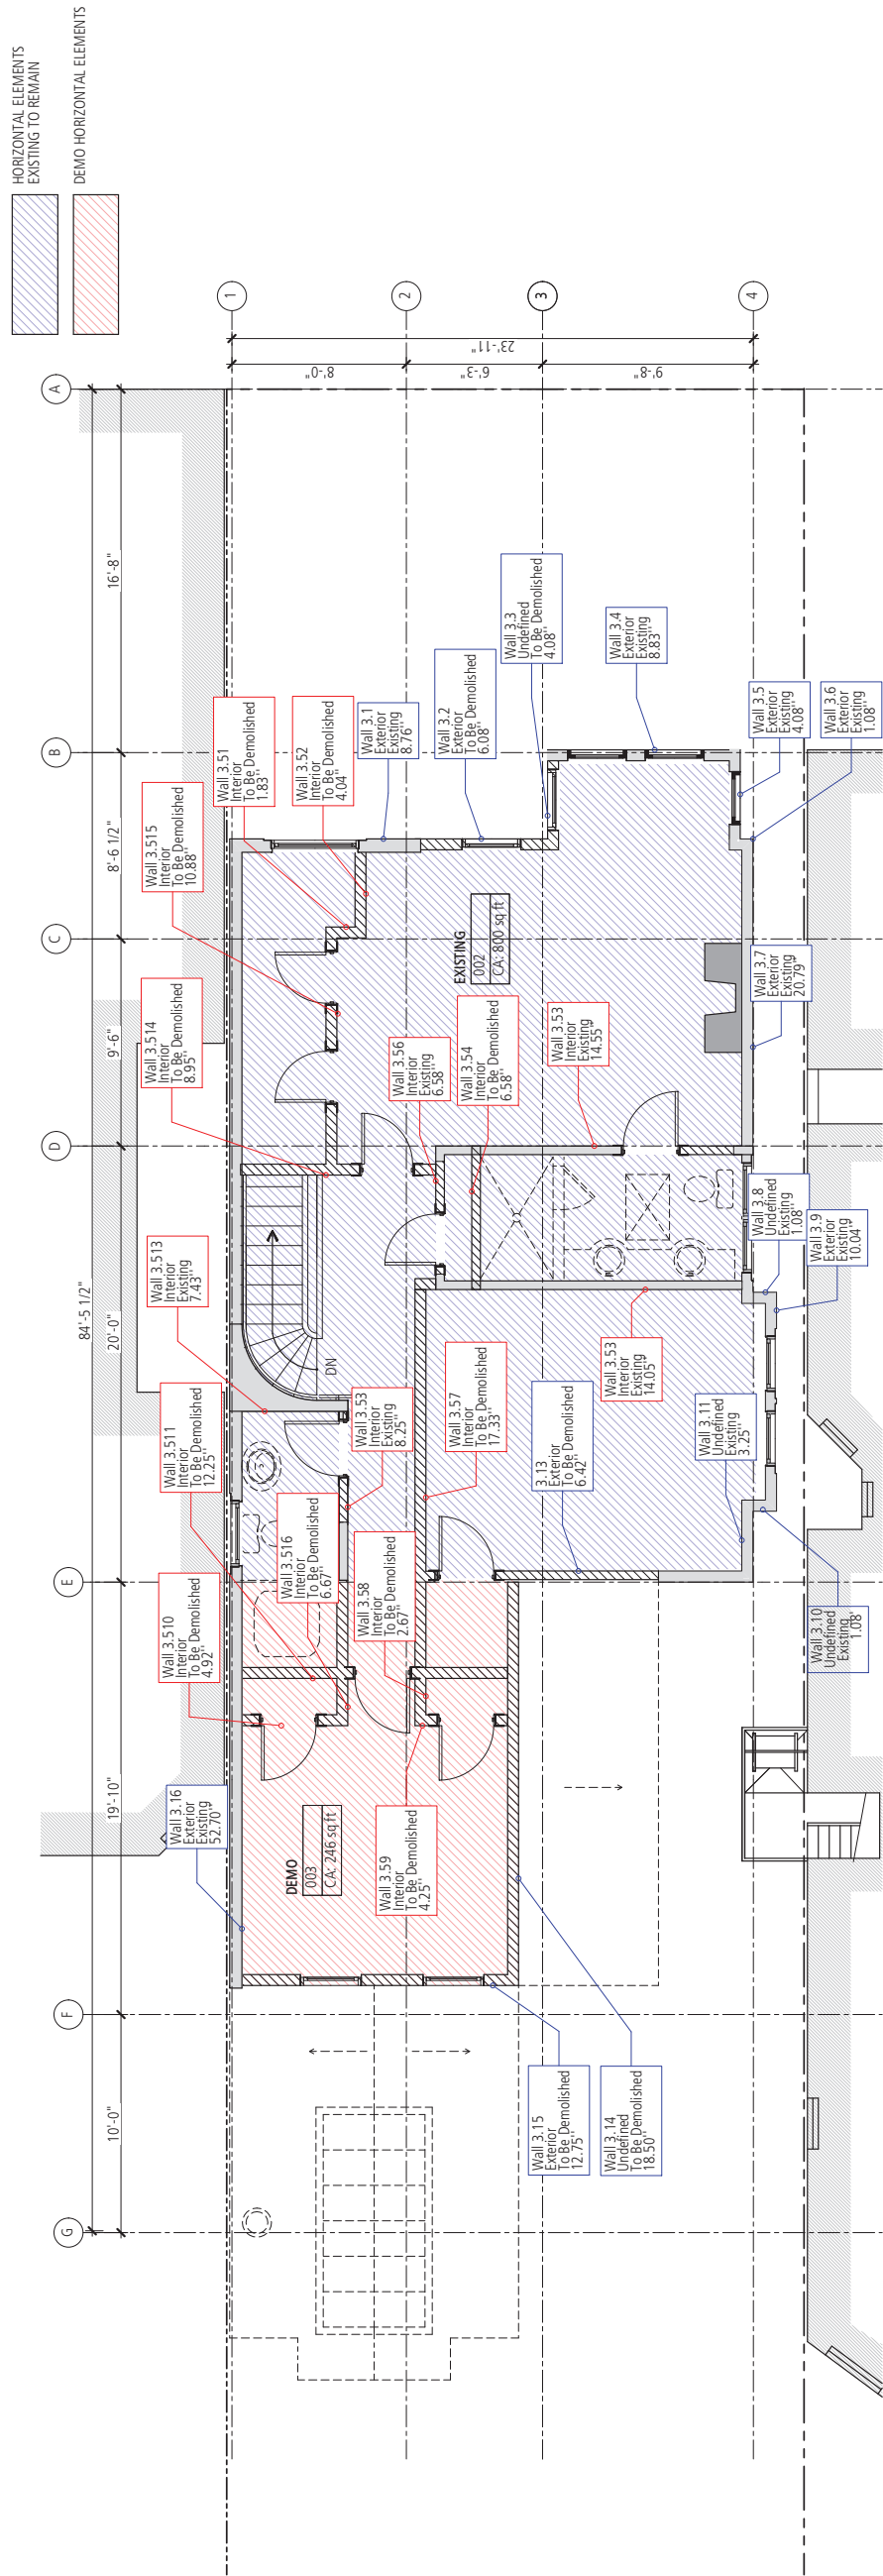 HORIZONTAL ELEMENTS
EXISTING TO REMAIN
DEMO HORIZONTAL ELEMENTS
G
F
E
D
C
B
A
84'-5 1/2"
10'-0"
19'-10"
20'-0"
9'-6"
8'-6 1/2"
16'-8"
1
2
3
4
8'-0"
6'-3"
9'-8"
23'-11"
Wall 3.16
Exterior
Existing
52.70"
Wall 3.510
Interior
To Be Demolished
4.92"
Wall 3.511
Interior
To Be Demolished
12.25"
Wall 3.513
Interior
Existing
7.43"
Wall 3.514
Interior
To Be Demolished
8.95"
Wall 3.515
Interior
To Be Demolished
10.88"
Wall 3.51
Interior
To Be Demolished
1.83"
Wall 3.52
Interior
To Be Demolished
4.04"
Wall 3.1
Exterior
Existing
8.76"
Wall 3.2
Exterior
To Be Demolished
6.08"
Wall 3.3
Undefined
To Be Demolished
4.08"
Wall 3.4
Exterior
Existing
8.83"
Wall 3.5
Exterior
Existing
4.08"
Wall 3.6
Exterior
Existing
1.08"
Wall 3.516
Interior
To Be Demolished
6.67"
Wall 3.53
Interior
Existing
8.25"
DN
Wall 3.58
Interior
To Be Demolished
2.67"
Wall 3.57
Interior
To Be Demolished
17.33"
Wall 3.56
Interior
Existing
6.58"
Wall 3.54
Interior
To Be Demolished
6.58"
EXISTING
002
CA: 800 sq ft
Wall 3.53
Interior
Existing
14.55"
DEMO
003
CA: 246 sq ft
Wall 3.59
Interior
To Be Demolished
4.25"
3.13
Exterior
To Be Demolished
6.42"
Wall 3.53
Interior
Existing
14.05"
Wall 3.11
Undefined
Existing
3.25"
Wall 3.7
Exterior
Existing
20.79"
Wall 3.8
Undefined
Existing
1.08"
Wall 3.9
Exterior
Existing
10.04"
Wall 3.10
Undefined
Existing
1.08'
Wall 3.15
Exterior
To Be Demolished
12.75"
Wall 3.14
Undefined
To Be Demolished
18.50"